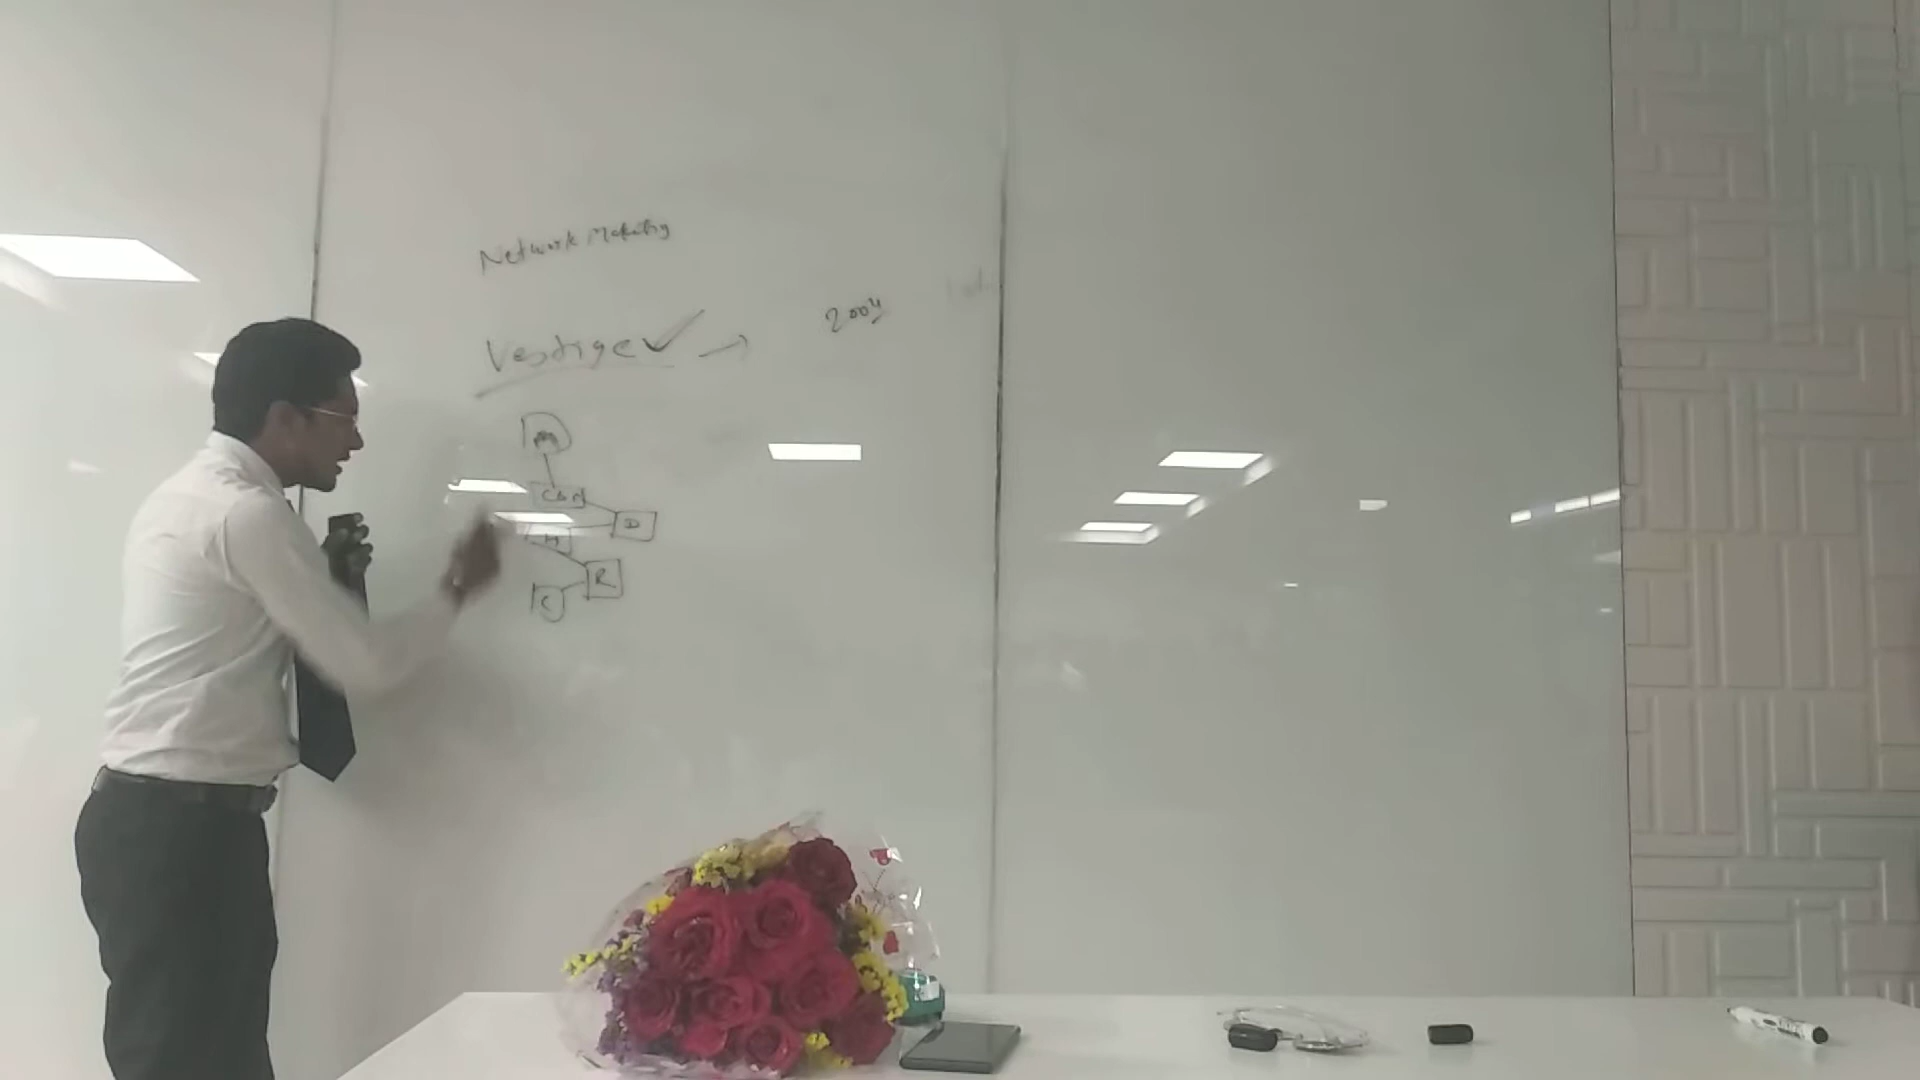 Network Marketing
Vestige ✓ → 2004
M
C&F
D
H
R
C